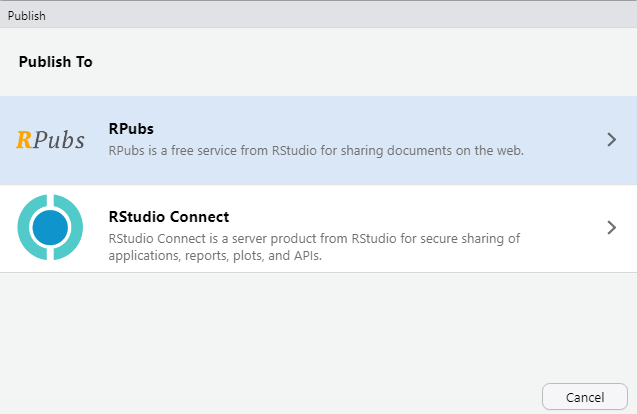 Publish
Publish To
RPubs
RPubs
RPubs is a free service from RStudio for sharing documents on the web.
RStudio Connect
RStudio Connect is a server product from RStudio for secure sharing of
applications, reports, plots, and APIs.
Cancel